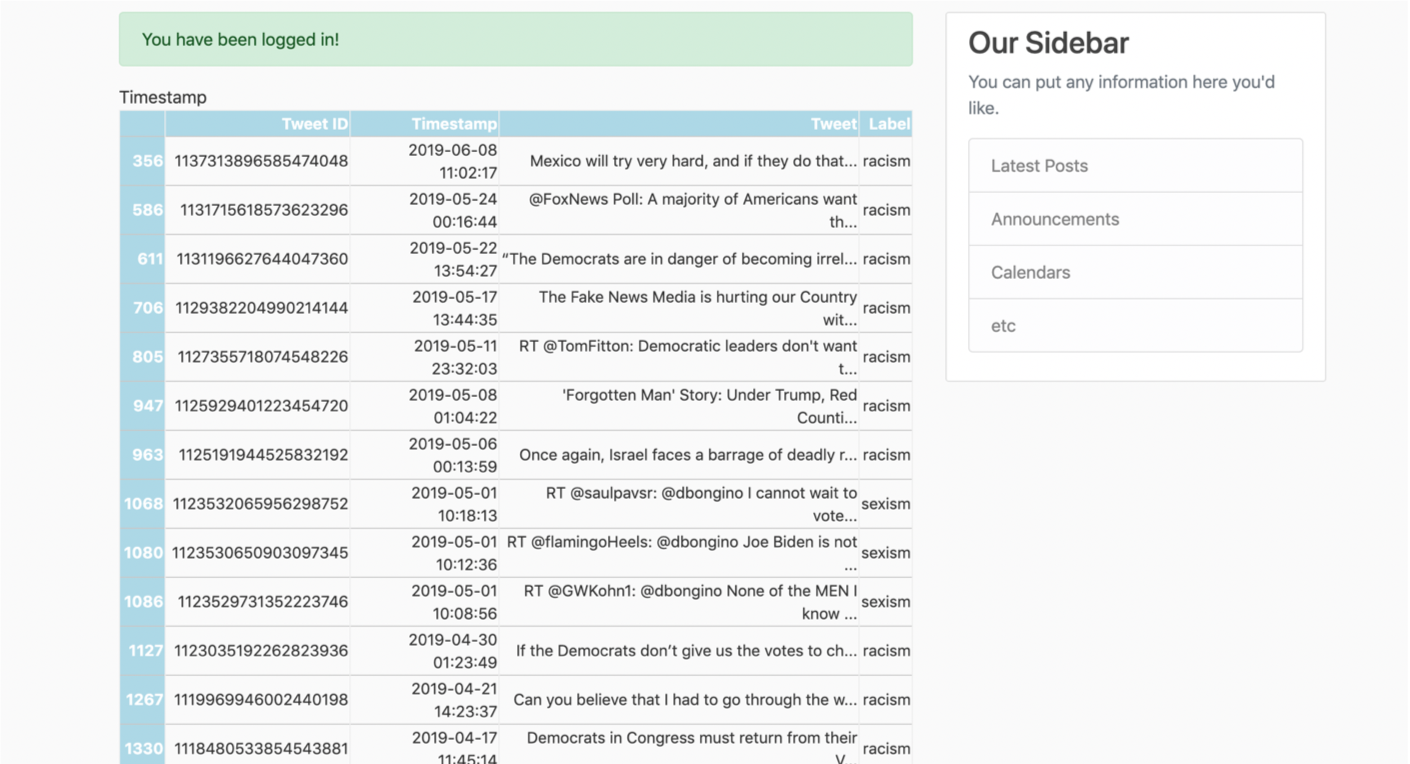 You have been logged in!
Timestamp
Tweet ID Timestamp Tweet Label
356 1137313896585474048 2019-06-08 11:02:17 Mexico will try very hard, and if they do that... racism
586 1131715618573623296 2019-05-24 00:16:44 @FoxNews Poll: A majority of Americans want th... racism
611 1131196627644047360 2019-05-22 13:54:27 “The Democrats are in danger of becoming irrel... racism
706 1129382204990214144 2019-05-17 13:44:35 The Fake News Media is hurting our Country wit... racism
805 1127355718074548226 2019-05-11 23:32:03 RT @TomFitton: Democratic leaders don't want t... racism
947 1125929401223454720 2019-05-08 01:04:22 'Forgotten Man' Story: Under Trump, Red Counti... racism
963 1125191944525832192 2019-05-06 00:13:59 Once again, Israel faces a barrage of deadly r... racism
1068 1123532065956298752 2019-05-01 10:18:13 RT @saulpavsr: @dbongino I cannot wait to vote... sexism
1080 1123530650903097345 2019-05-01 10:12:36 RT @flamingoHeels: @dbongino Joe Biden is not ... sexism
1086 1123529731352223746 2019-05-01 10:08:56 RT @GWKohn1: @dbongino None of the MEN I know ... sexism
1127 1123035192262823936 2019-04-30 01:23:49 If the Democrats don’t give us the votes to ch... racism
1267 1119969946002440198 2019-04-21 14:23:37 Can you believe that I had to go through the w... racism
1330 1118480533854543881 2019-04-17 11:45:14 Democrats in Congress must return from their V... racism
Our Sidebar
You can put any information here you'd
like.
Latest Posts
Announcements
Calendars
etc